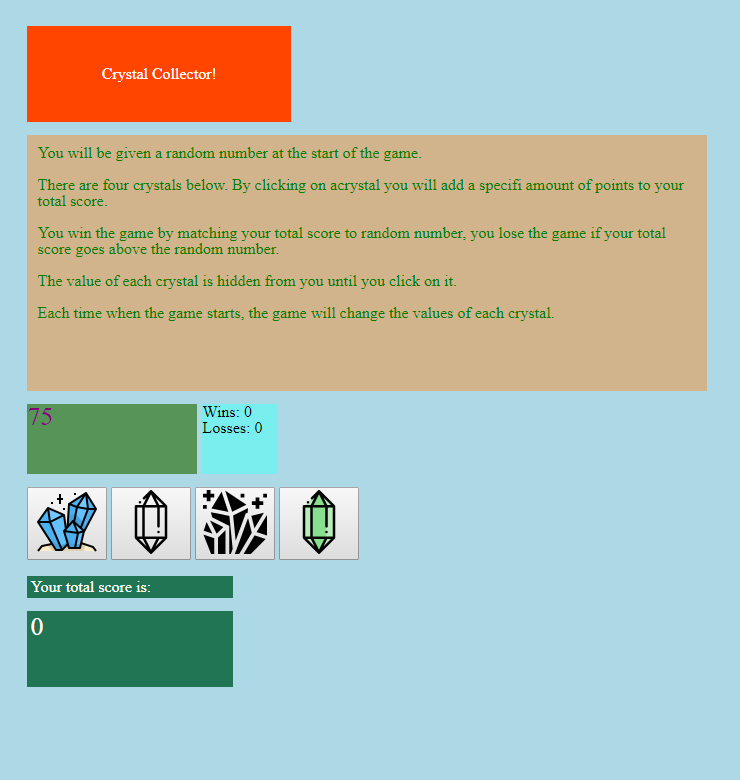 Crystal Collector!
You will be given a random number at the start of the game.
There are four crystals below. By clicking on acrystal you will add a specifi amount of points to your
total score.
You win the game by matching your total score to random number, you lose the game if your total
score goes above the random number.
The value of each crystal is hidden from you until you click on it.
Each time when the game starts, the game will change the values of each crystal.
75
Wins: 0
Losses: 0
Your total score is:
0